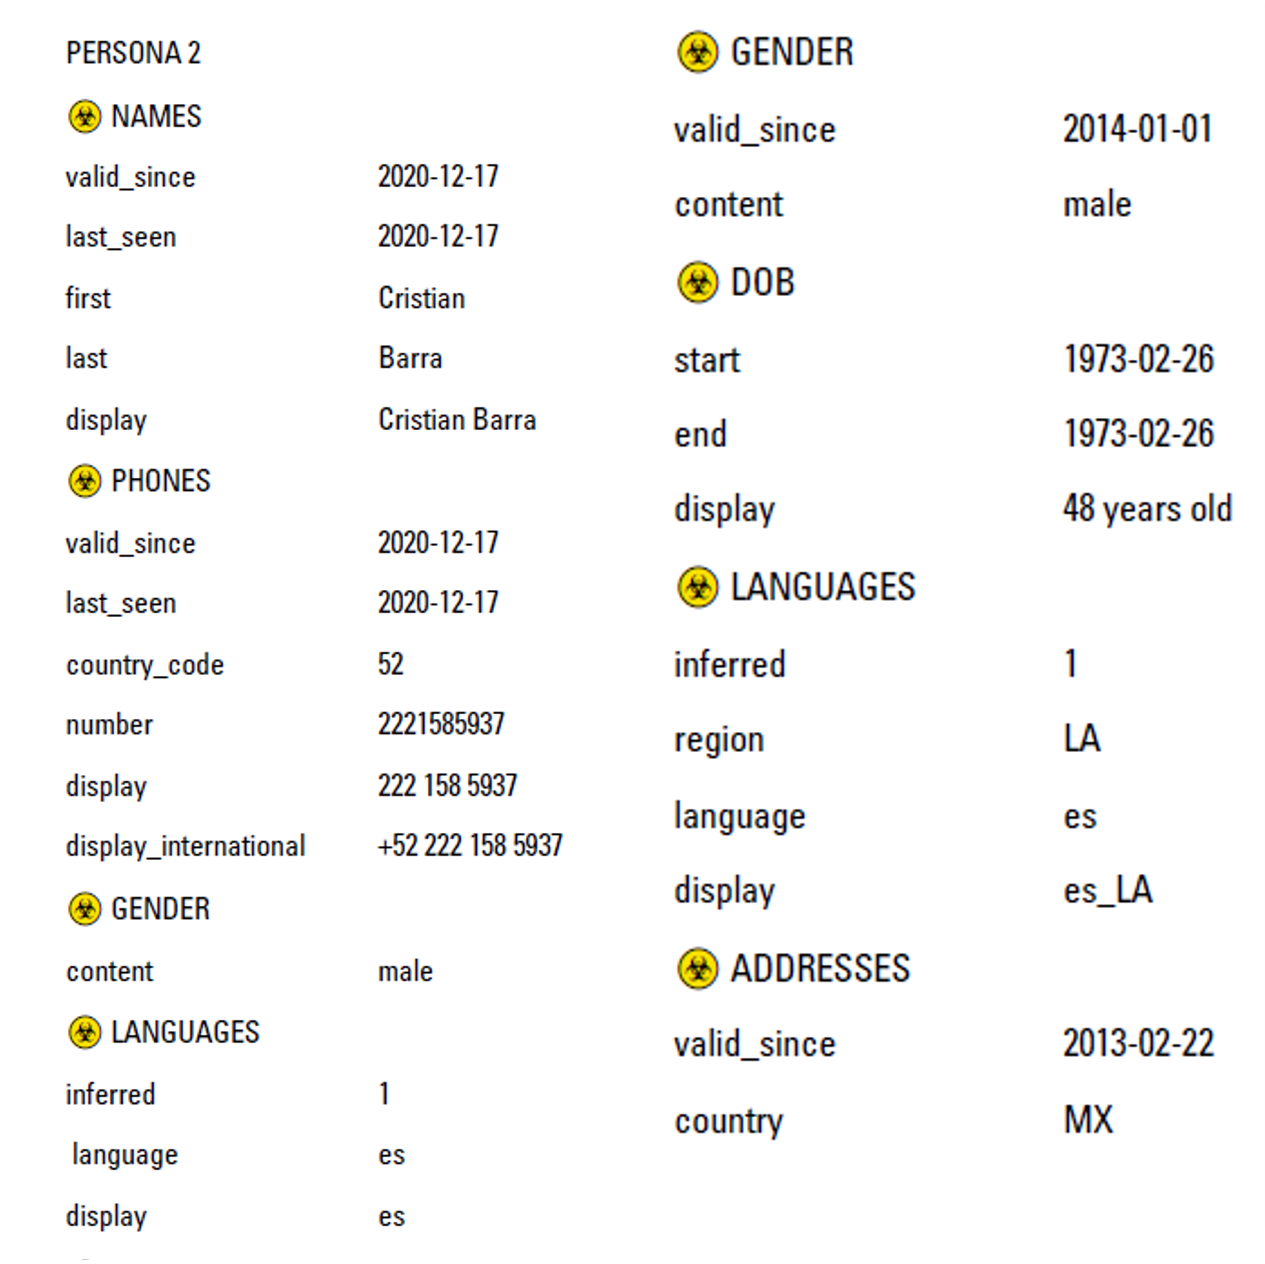 PERSONA 2
NAMES
valid_since 2020-12-17
last_seen 2020-12-17
first Cristian
last Barra
display Cristian Barra
PHONES
valid_since 2020-12-17
last_seen 2020-12-17
country_code 52
number 2221585937
display 222 158 5937
display_international +52 222 158 5937
GENDER
content male
LANGUAGES
inferred 1
language es
display es
GENDER
valid_since 2014-01-01
content male
DOB
start 1973-02-26
end 1973-02-26
display 48 years old
LANGUAGES
inferred 1
region LA
language es
display es_LA
ADDRESSES
valid_since 2013-02-22
country MX